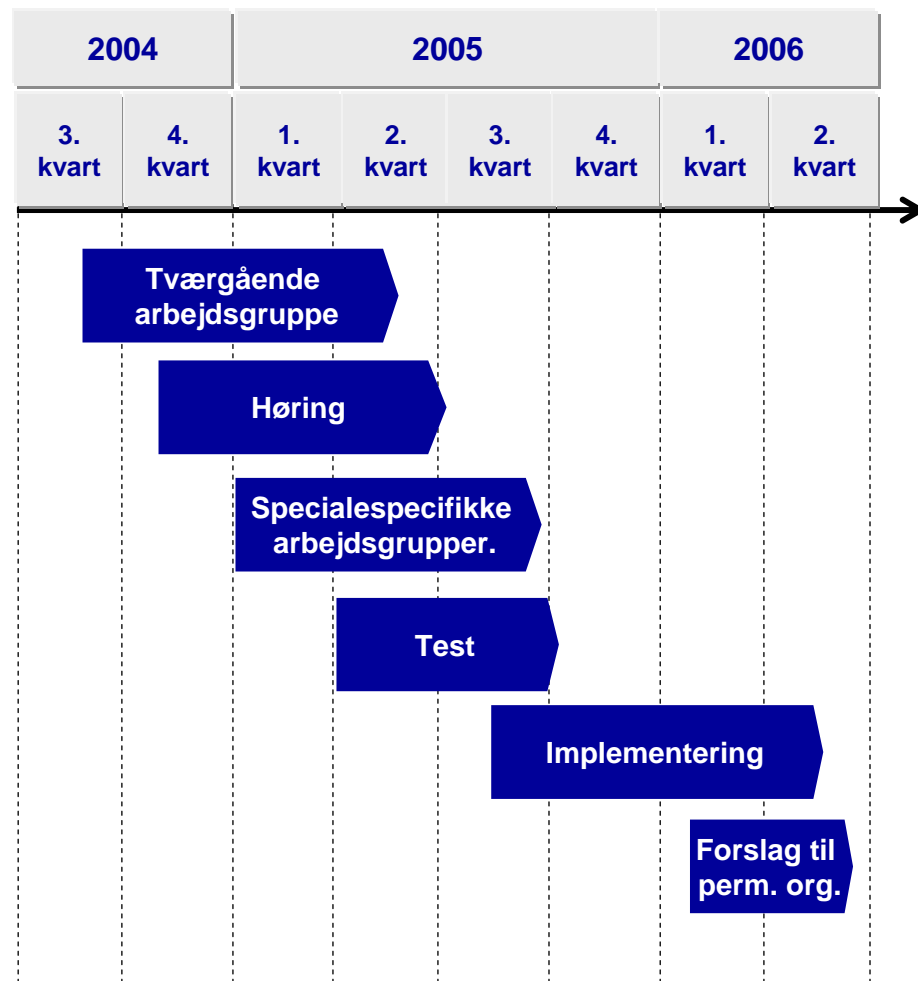 2004
2005
2006
3.
kvart
4.
kvart
1.
kvart
2.
kvart
3.
kvart
4.
kvart
1.
kvart
2.
kvart
Tværgående
arbejdsgruppe
Høring
Specialespecifikke
arbejdsgrupper.
Test
Implementering
Forslag til
perm. org.